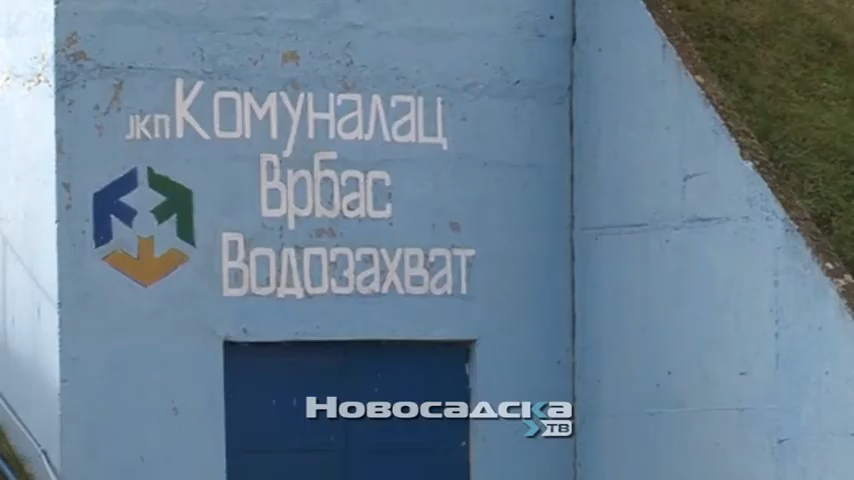 ЈКП Комуналац
Врбас
Водозахват
Новосадска
ТВ